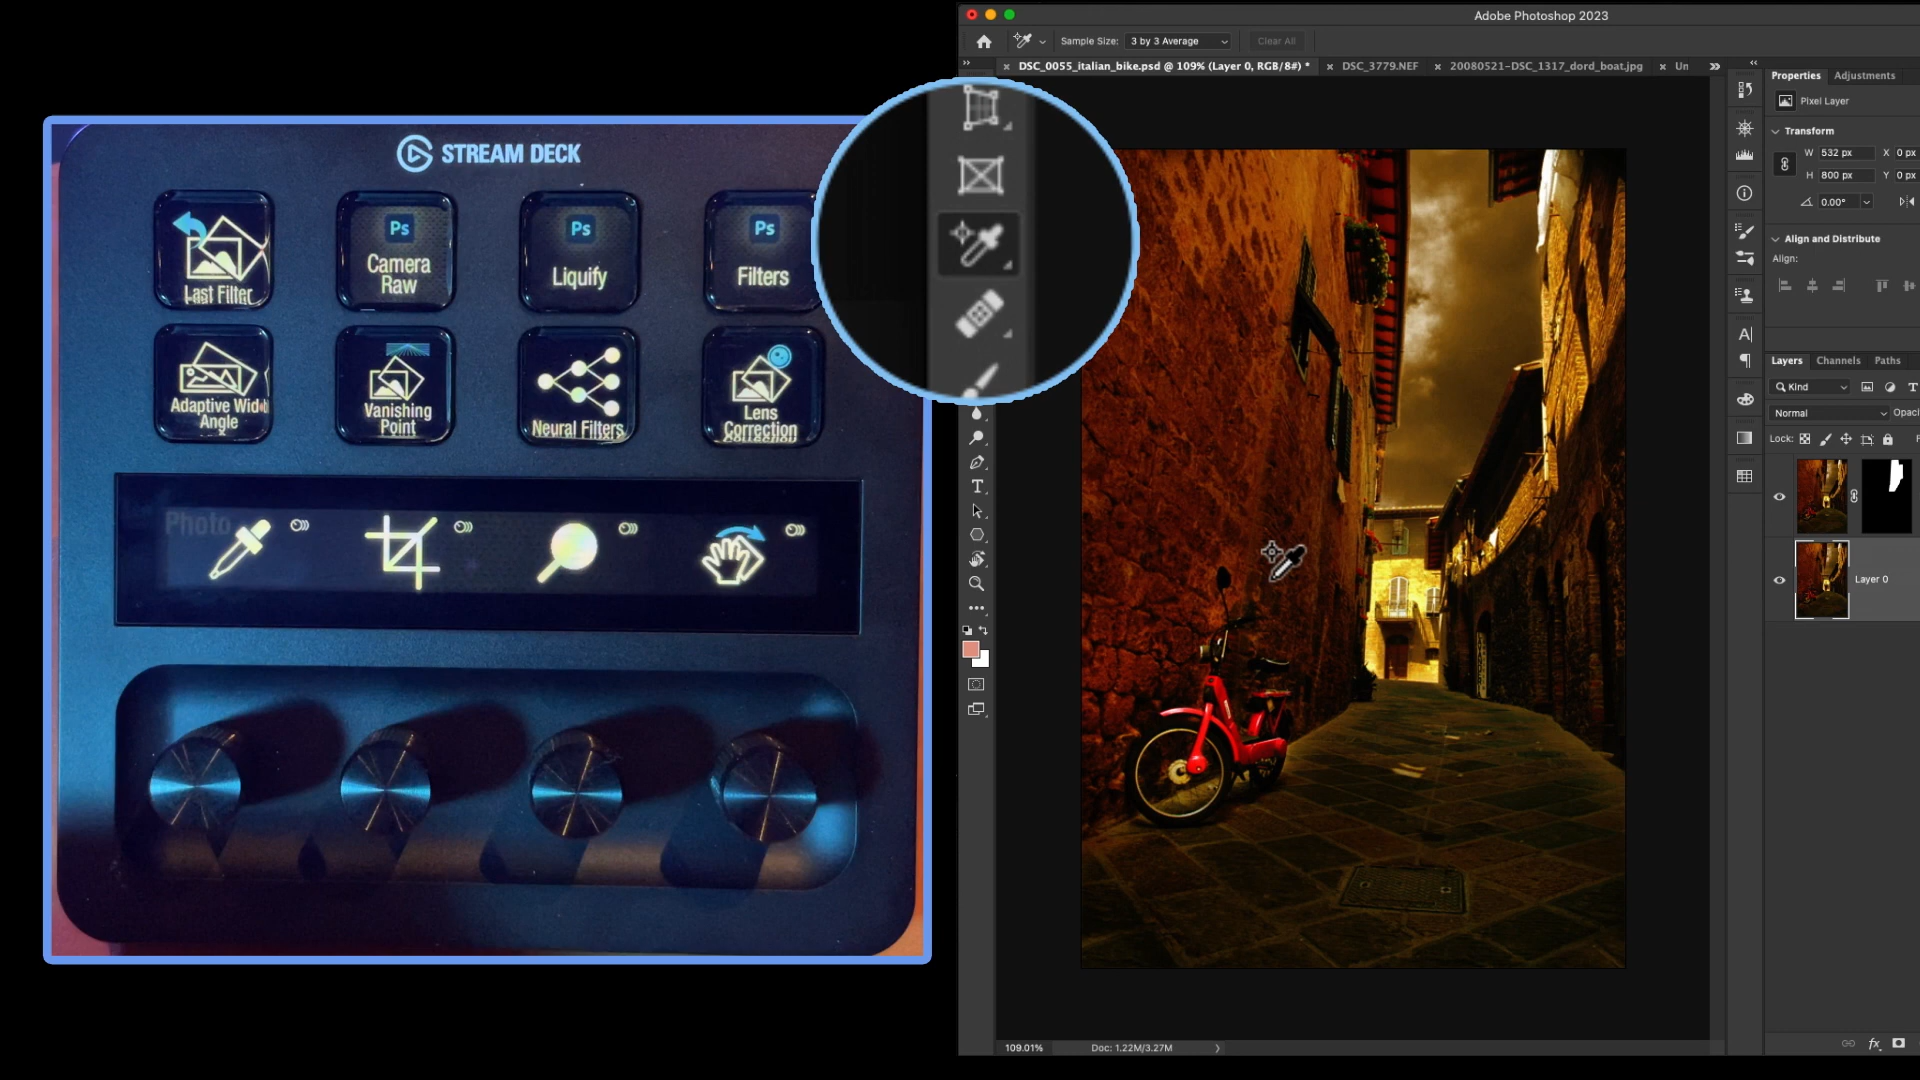 STREAM DECK
Last Filter
Ps
Camera
Raw
Ps
Liquify
Ps
Filters
Adaptive Wide
Angle
Vanishing
Point
Neural Filters
Lens
Correction
Photo
Adobe Photoshop 2023
Sample Size: 3 by 3 Average
Clear All
DSC_0055_italian_bike.psd @ 109% (Layer 0, RGB/8#) *
DSC_3779.NEF
20080521-DSC_1317_dord_boat.jpg
Un
Properties Adjustments
Pixel Layer
Transform
W 532 px X 0 px
H 800 px Y 0 px
0.00°
Align and Distribute
Align:
Layers Channels Paths
Kind
Normal Opaci
Lock: F
Layer 0
fx
109.01% Doc: 1.22M/3.27M